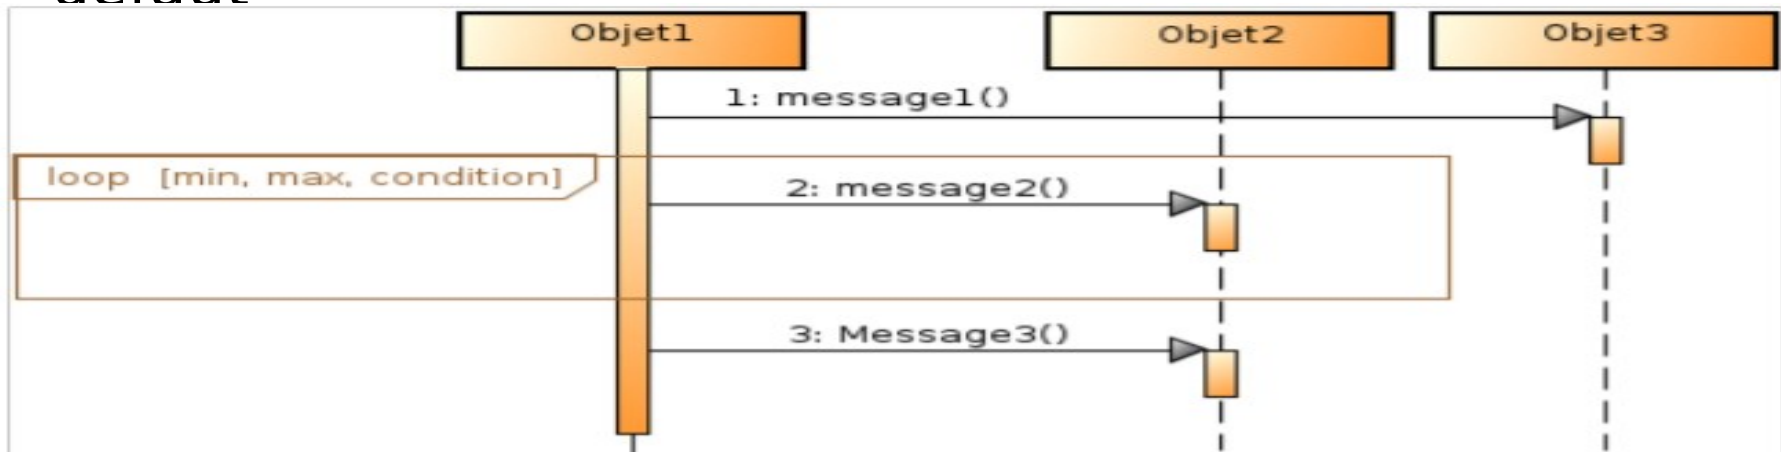 Objet1 Objet2 Objet3
1: message1()
loop [min, max, condition]
2: message2()
3: Message3()